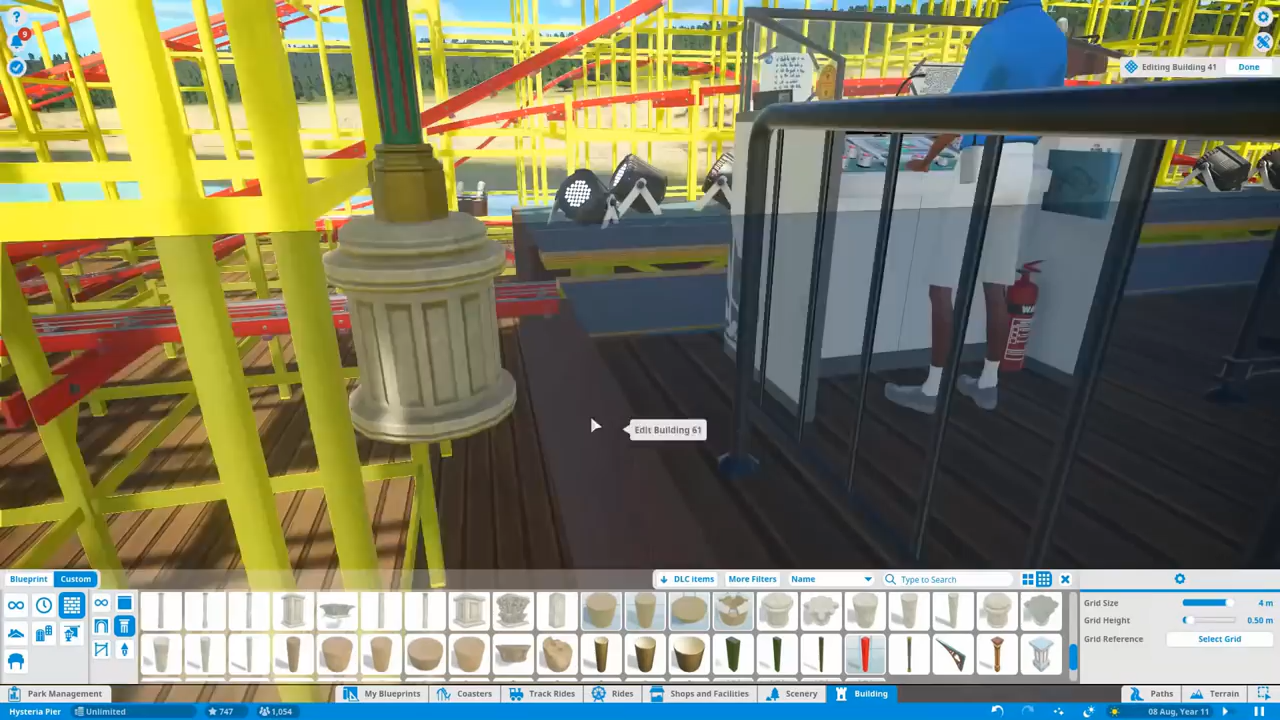 9
Editing Building 41
Done
Edit Building 61
Blueprint
Custom
DLC items
More Filters
Name
Type to Search
Grid Size
4 m
Grid Height
0.50 m
Grid Reference
Select Grid
Park Management
My Blueprints
Coasters
Track Rides
Rides
Shops and Facilities
Scenery
Building
Paths
Terrain
Hysteria Pier
Unlimited
747
1,054
08 Aug, Year 11